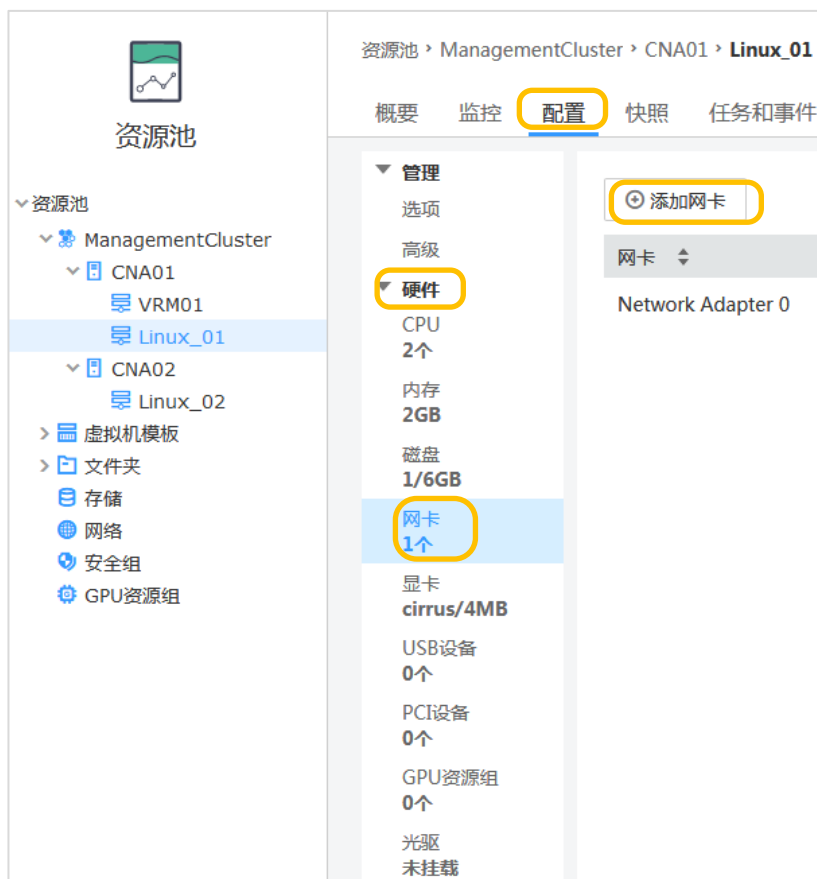 资源池
资源池
ManagementCluster
CNA01
VRM01
Linux_01
CNA02
Linux_02
虚拟机模板
文件夹
存储
网络
安全组
GPU资源组
资源池 › ManagementCluster › CNA01 › Linux_01
概要 监控 配置 快照 任务和事件
管理
选项
高级
硬件
CPU
2个
内存
2GB
磁盘
1/6GB
网卡
1个
显卡
cirrus/4MB
USB设备
0个
PCI设备
0个
GPU资源组
0个
光驱
未挂载
添加网卡
网卡
Network Adapter 0